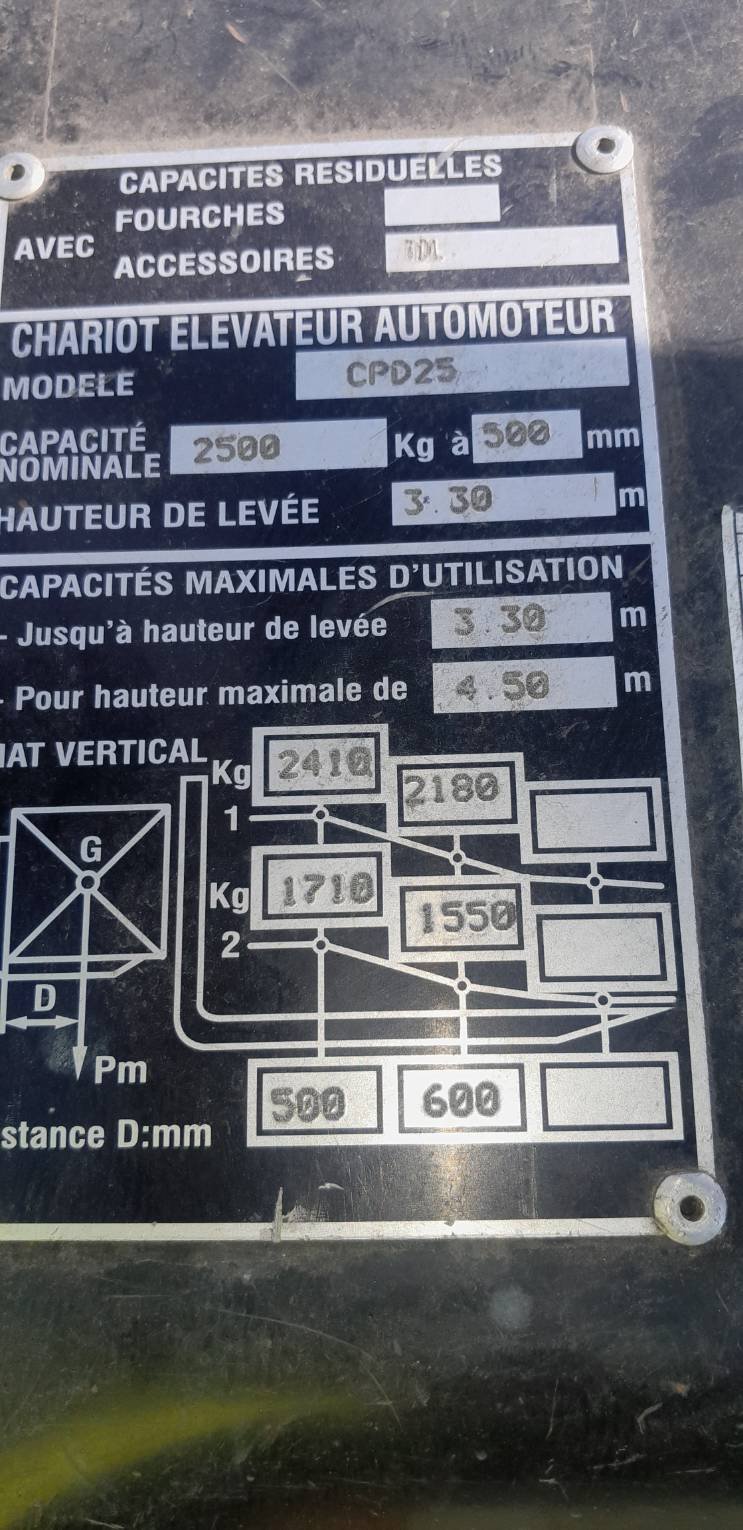 CAPACITES RESIDUELLES
FOURCHES
AVEC
ACCESSOIRES TDL
CHARIOT ELEVATEUR AUTOMOTEUR
MODELE CPD25
CAPACITÉ NOMINALE 2500 Kg à 500 mm
HAUTEUR DE LEVÉE 3.30 m
CAPACITÉS MAXIMALES D'UTILISATION
- Jusqu'à hauteur de levée 3.30 m
- Pour hauteur maximale de 4.50 m
IAT VERTICAL
Kg 2410 2180
1
G
Kg 1710 1550
2
D
Pm
stance D:mm 500 600